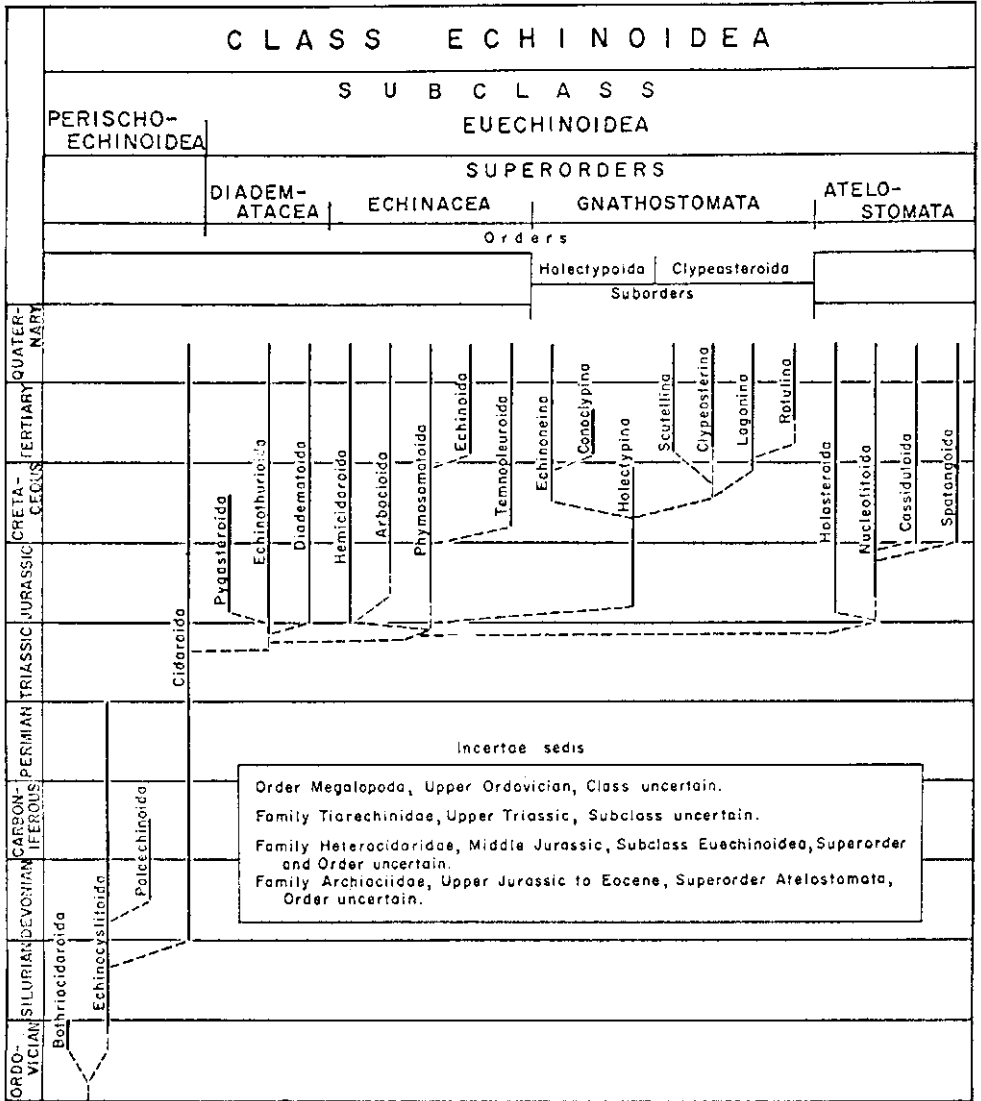 CLASS ECHINOIDEA
SUBCLASS
PERISCHO-
ECHINOIDEA
EUECHINOIDEA
SUPERORDERS
DIADEM-
ATACEA
ECHINACEA
GNATHOSTOMATA
ATELO-
STOMATA
Orders
Holectypoida
Clypeasteroida
Suborders
QUATER-
NARY
TERTIARY
CRETA-
CEOUS
JURASSIC
TRIASSIC
PERMIAN
CARBON-
IFEROUS
DEVONIAN
SILURIAN
ORDO-
VICIAN
Bothriocidaroida
Echinocystitoida
Palaechinoida
Cidaroida
Pygasteroida
Echinothurioida
Diadematoida
Hemicidaroida
Arbacioida
Phymosomatoida
Echinoida
Temnopleuroida
Echinoneina
Conoclypina
Holectypina
Scutellina
Clypeasterina
Laganina
Rotulina
Holasteroida
Nucleolitoida
Cassiduloida
Spatangoida
Incertae sedis
Order Megalopoda, Upper Ordovician, Class uncertain.
Family Tiarechinidae, Upper Triassic, Subclass uncertain.
Family Heterocidaridae, Middle Jurassic, Subclass Euechinoidea, Superorder
and Order uncertain.
Family Archiaciidae, Upper Jurassic to Eocene, Superorder Atelostomata,
Order uncertain.